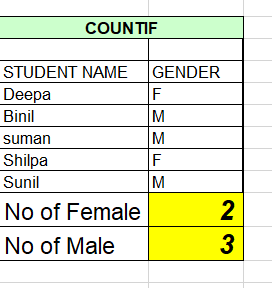 COUNTIF
STUDENT NAME GENDER
Deepa F
Binil M
suman M
Shilpa F
Sunil M
No of Female 2
No of Male 3